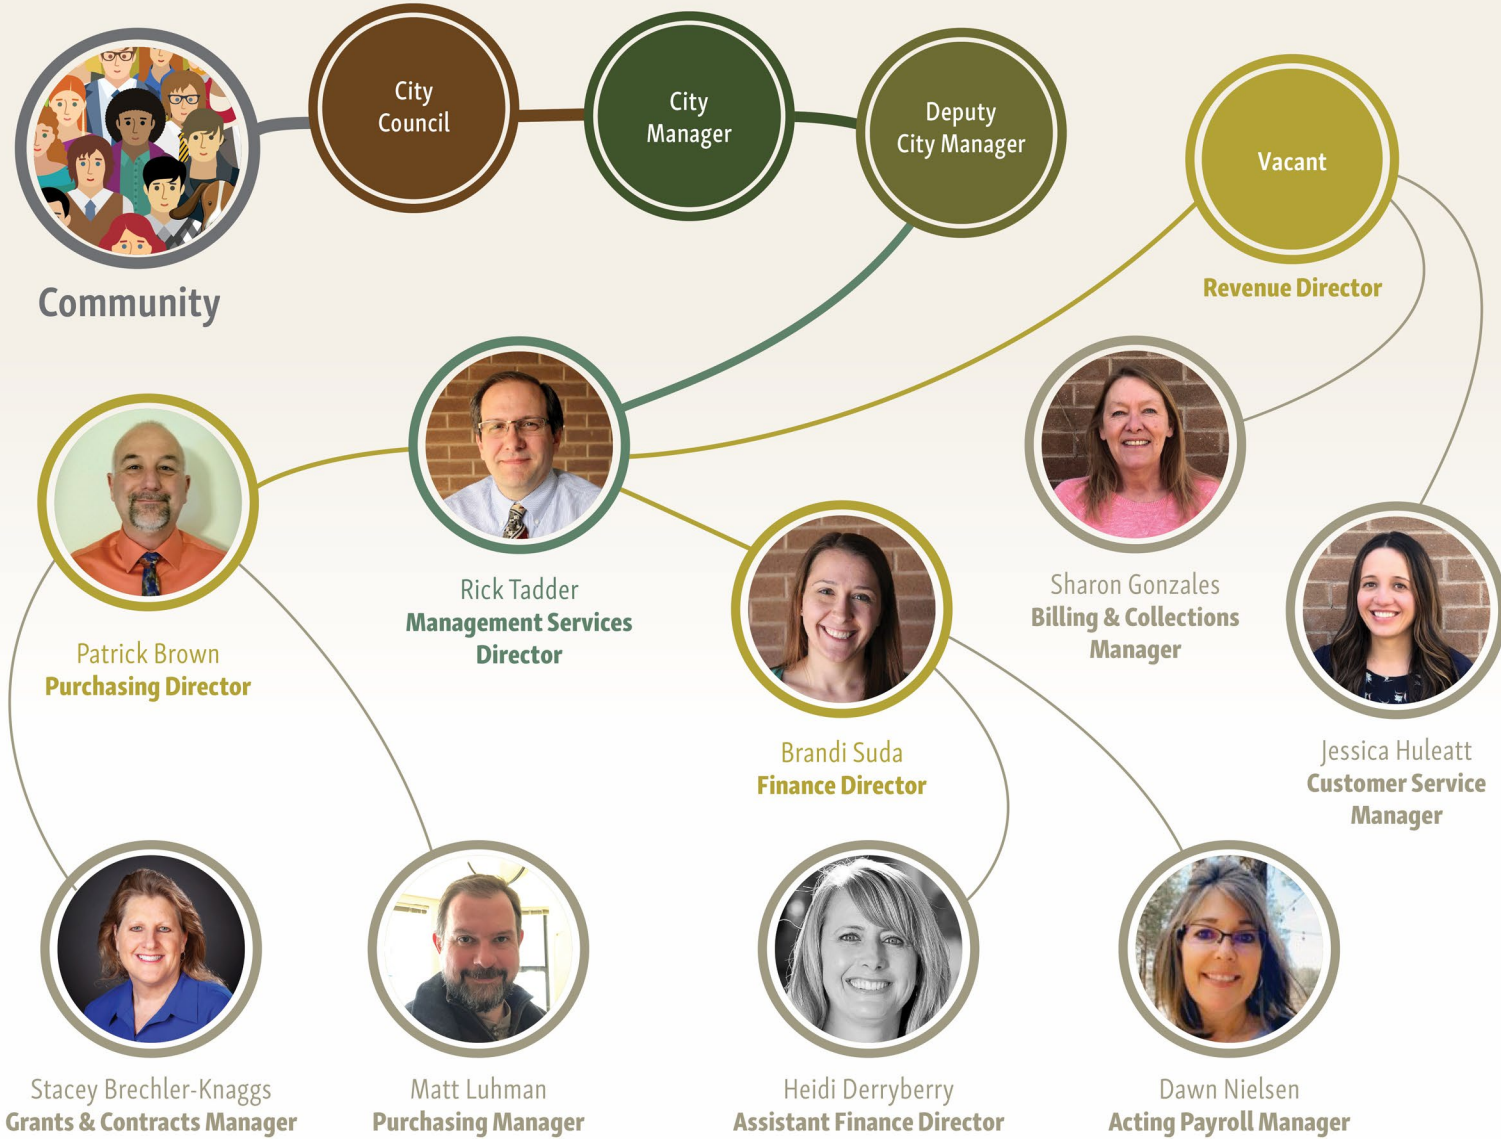 City
Council
City
Manager
Deputy
City Manager
Vacant
Revenue Director
Community
Rick Tadder
Management Services
Director
Sharon Gonzales
Billing & Collections
Manager
Patrick Brown
Purchasing Director
Brandi Suda
Finance Director
Jessica Huleatt
Customer Service
Manager
Stacey Brechler-Knaggs
Grants & Contracts Manager
Matt Luhman
Purchasing Manager
Heidi Derryberry
Assistant Finance Director
Dawn Nielsen
Acting Payroll Manager